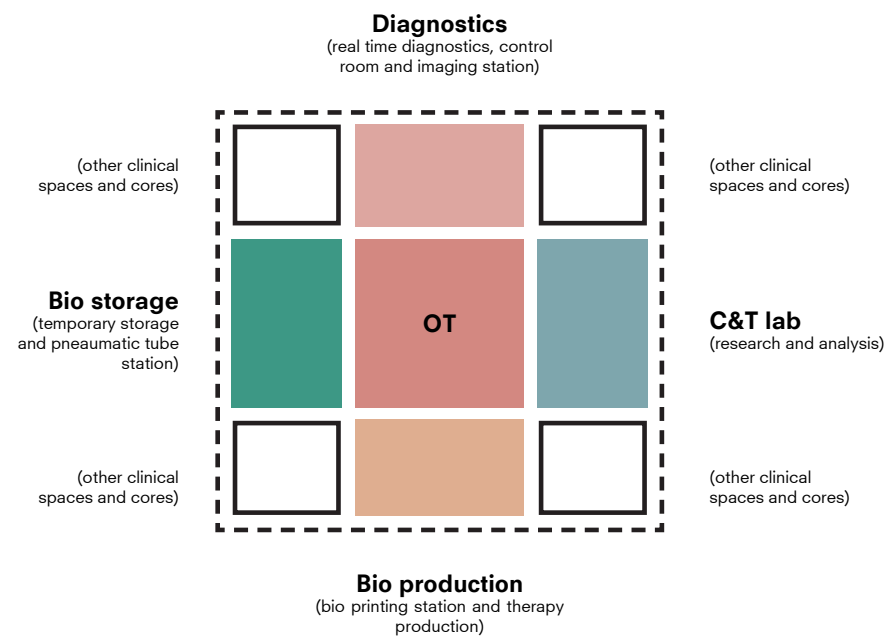 Diagnostics
(real time diagnostics, control
room and imaging station)
(other clinical
spaces and cores)
(other clinical
spaces and cores)
Bio storage
(temporary storage
and pneaumatic tube
station)
OT
C&T lab
(research and analysis)
(other clinical
spaces and cores)
(other clinical
spaces and cores)
Bio production
(bio printing station and therapy
production)